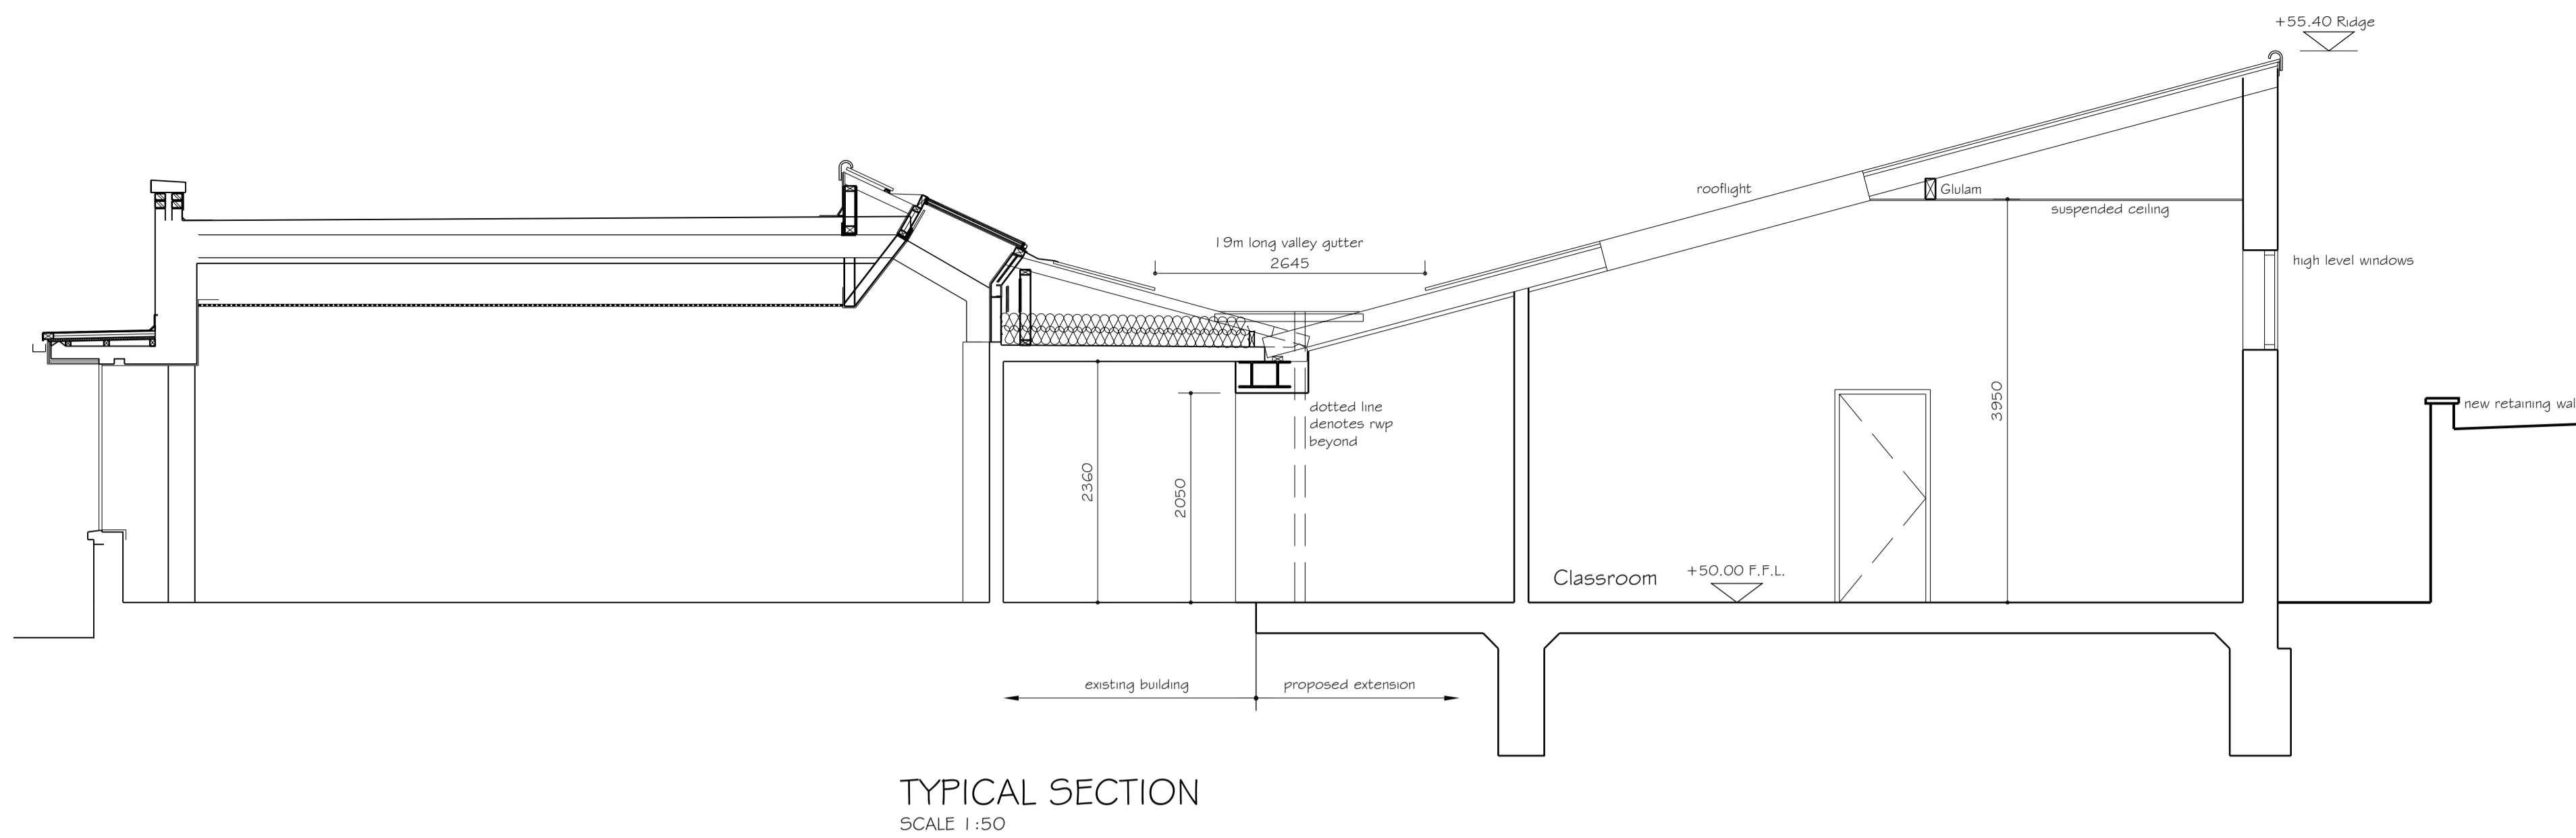 +55.40 Ridge
rooflight
Glulam
suspended ceiling
19m long valley gutter
2645
high level windows
dotted line
denotes rwp
beyond
3950
new retaining wal
2360
2050
Classroom
+50.00 F.F.L.
existing building
proposed extension
TYPICAL SECTION
SCALE 1:50